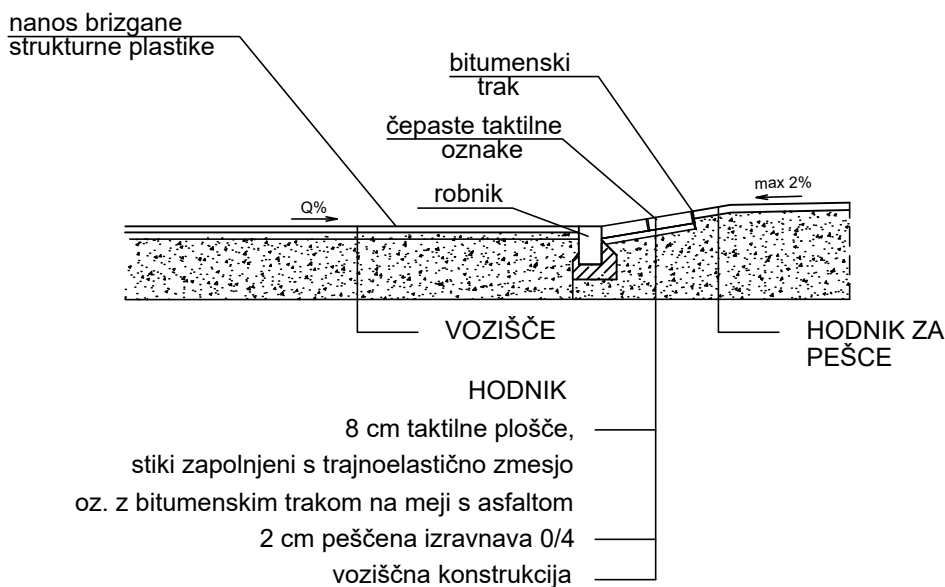 nanos brizgane
strukturne plastike
bitumenski
trak
čepaste taktilne
oznake
robnik
max 2%
Q%
VOZIŠČE
HODNIK ZA
PEŠCE
HODNIK
8 cm taktilne plošče,
stiki zapolnjeni s trajnoelastično zmesjo
oz. z bitumenskim trakom na meji s asfaltom
2 cm peščena izravnava 0/4
voziščna konstrukcija